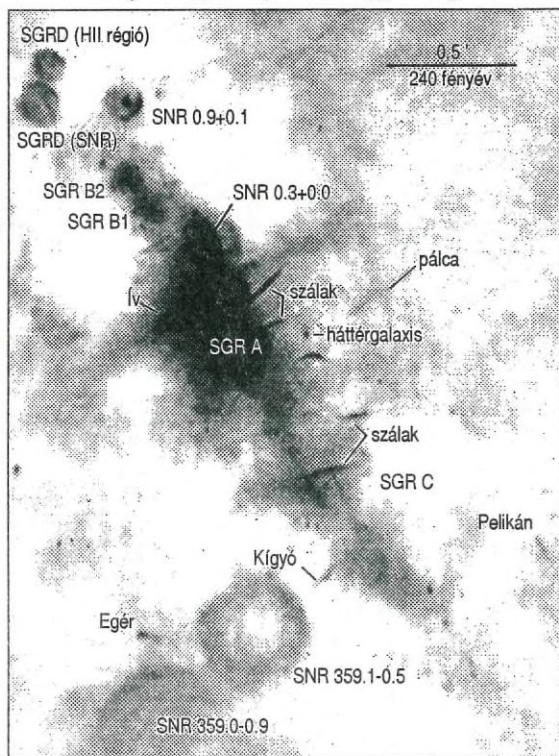 SGRD (HII régió)
0,5
240 fényév
SNR 0.9+0.1
SGRD (SNR)
SGR B2
SNR 0.3+0.0
SGR B1
pálca
Ív
szálak
háttérgalaxis
SGR A
szálak
SGR C
Pelikán
Kígyó
Egér
SNR 359.1-0.5
SNR 359.0-0.9